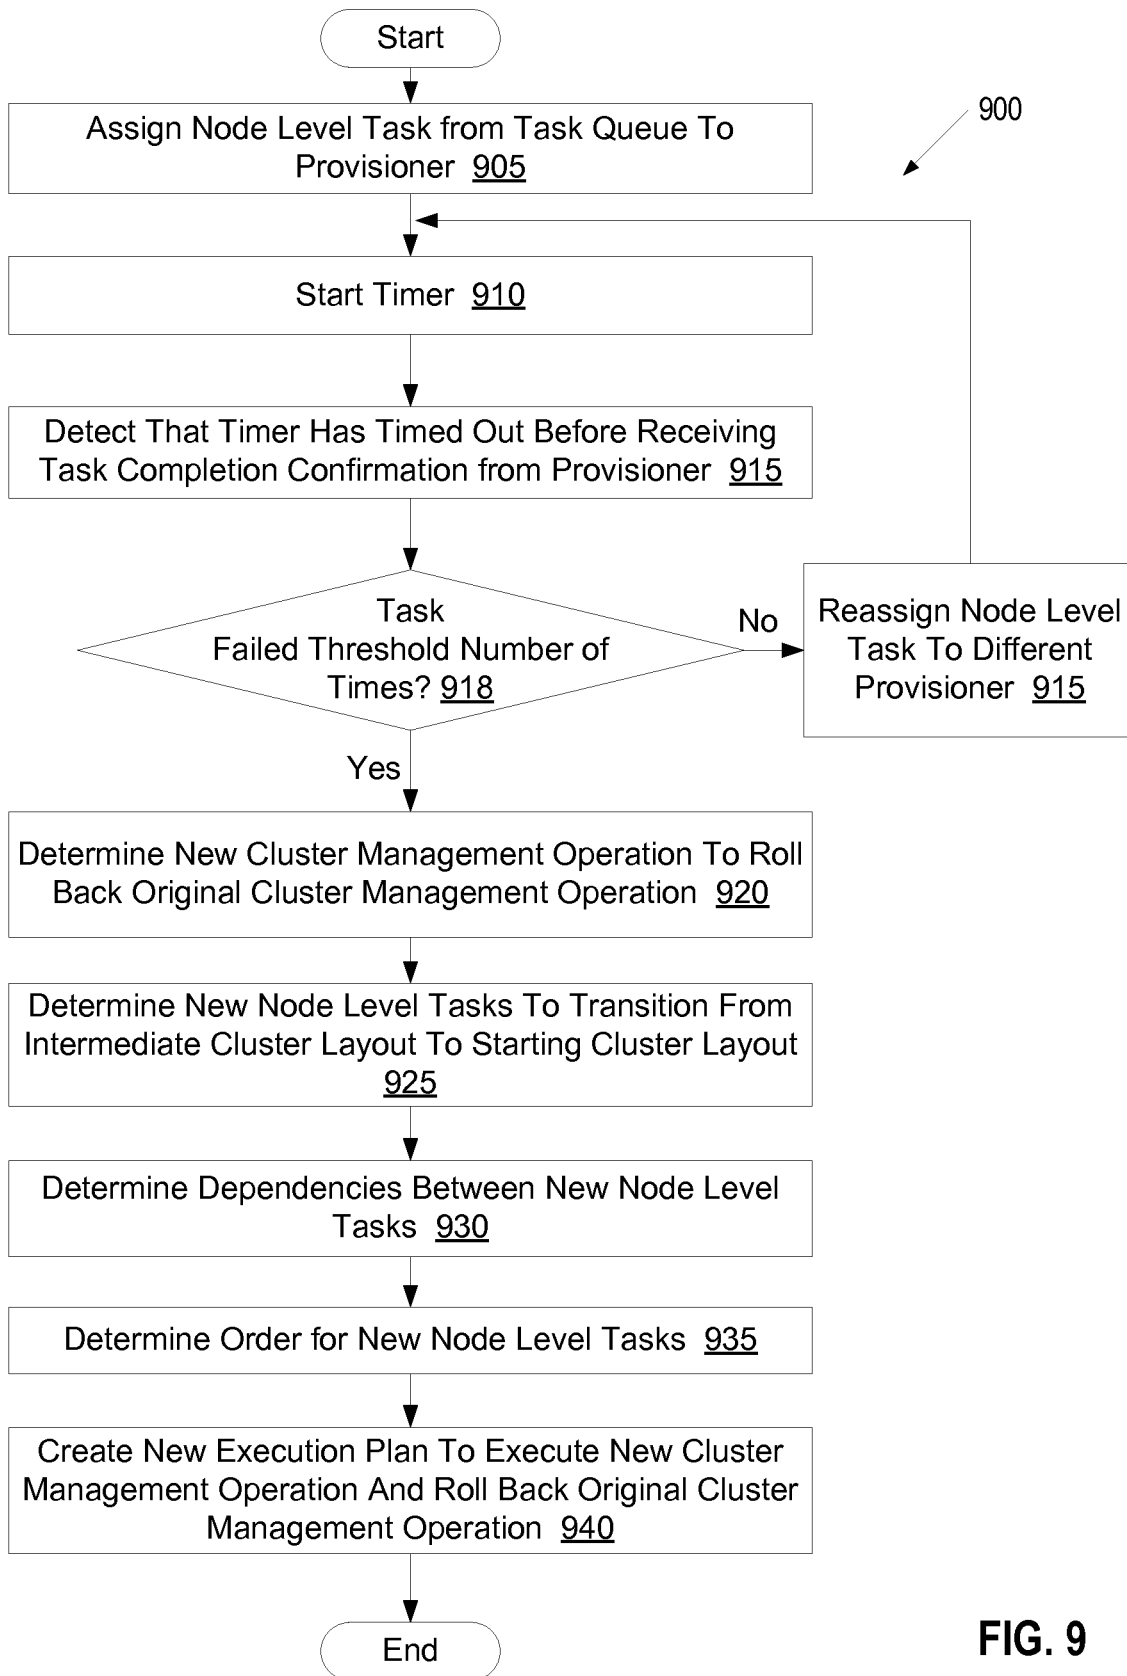 Start
900
Assign Node Level Task from Task Queue To
Provisioner 905
Start Timer 910
Detect That Timer Has Timed Out Before Receiving
Task Completion Confirmation from Provisioner 915
Task
Failed Threshold Number of
Times? 918
No
Reassign Node Level
Task To Different
Provisioner 915
Yes
Determine New Cluster Management Operation To Roll
Back Original Cluster Management Operation 920
Determine New Node Level Tasks To Transition From
Intermediate Cluster Layout To Starting Cluster Layout
925
Determine Dependencies Between New Node Level
Tasks 930
Determine Order for New Node Level Tasks 935
Create New Execution Plan To Execute New Cluster
Management Operation And Roll Back Original Cluster
Management Operation 940
End
FIG. 9